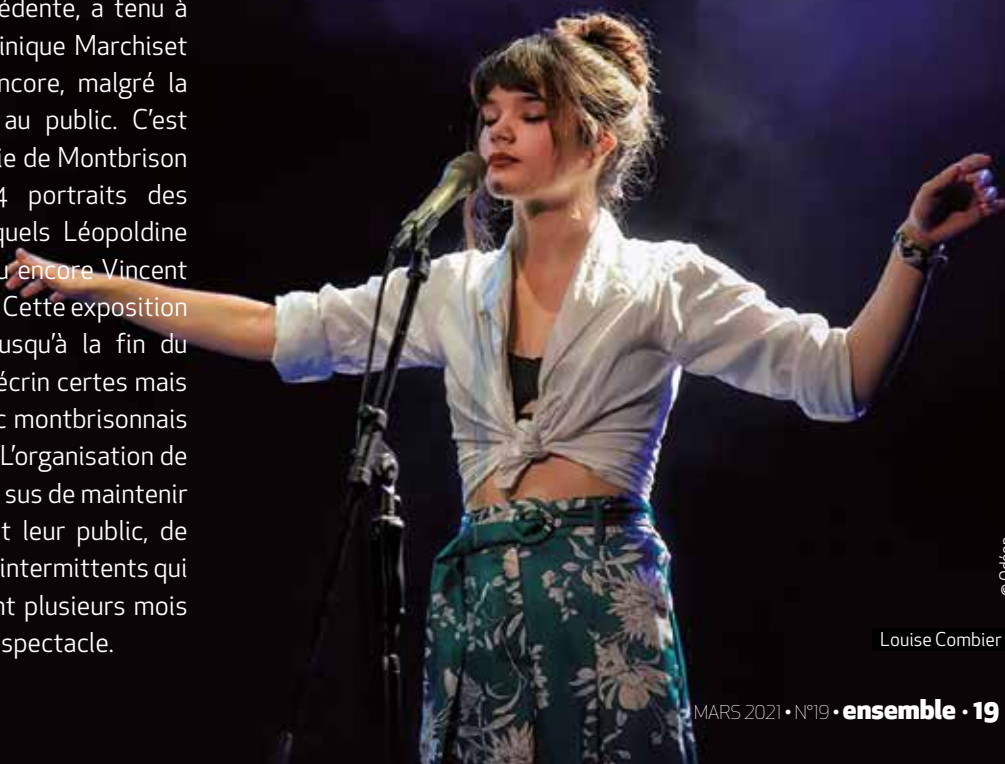 édente, a tenu à
inique Marchiset
ncore, malgré la
au public. C'est
ie de Montbrison
4 portraits des
quels Léopoldine
u encore Vincent
Cette exposition
usqu'à la fin du
écrin certes mais
c montbrisonnais
L'organisation de
sus de maintenir
t leur public, de
intermittents qui
nt plusieurs mois
spectacle.
Louise Combier
MARS 2021 • N°19 • ensemble • 19